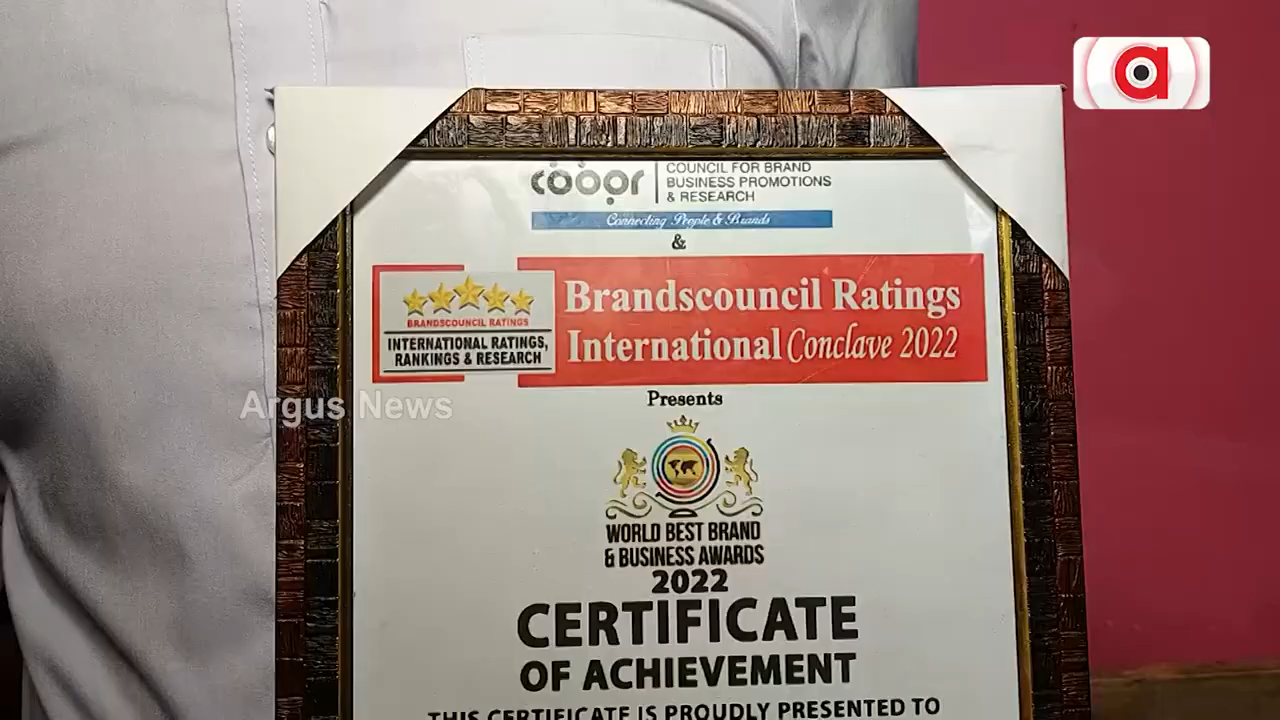 a
cobpr
COUNCIL FOR BRAND
BUSINESS PROMOTIONS
& RESEARCH
Connecting People & Brands
&
BRANDSCOUNCIL RATINGS
INTERNATIONAL RATINGS,
RANKINGS & RESEARCH
Brandscouncil Ratings
International Conclave 2022
Argus News
Presents
WORLD BEST BRAND
& BUSINESS AWARDS
2022
CERTIFICATE
OF ACHIEVEMENT
THIS CERTIFICATE IS PROUDLY PRESENTED TO